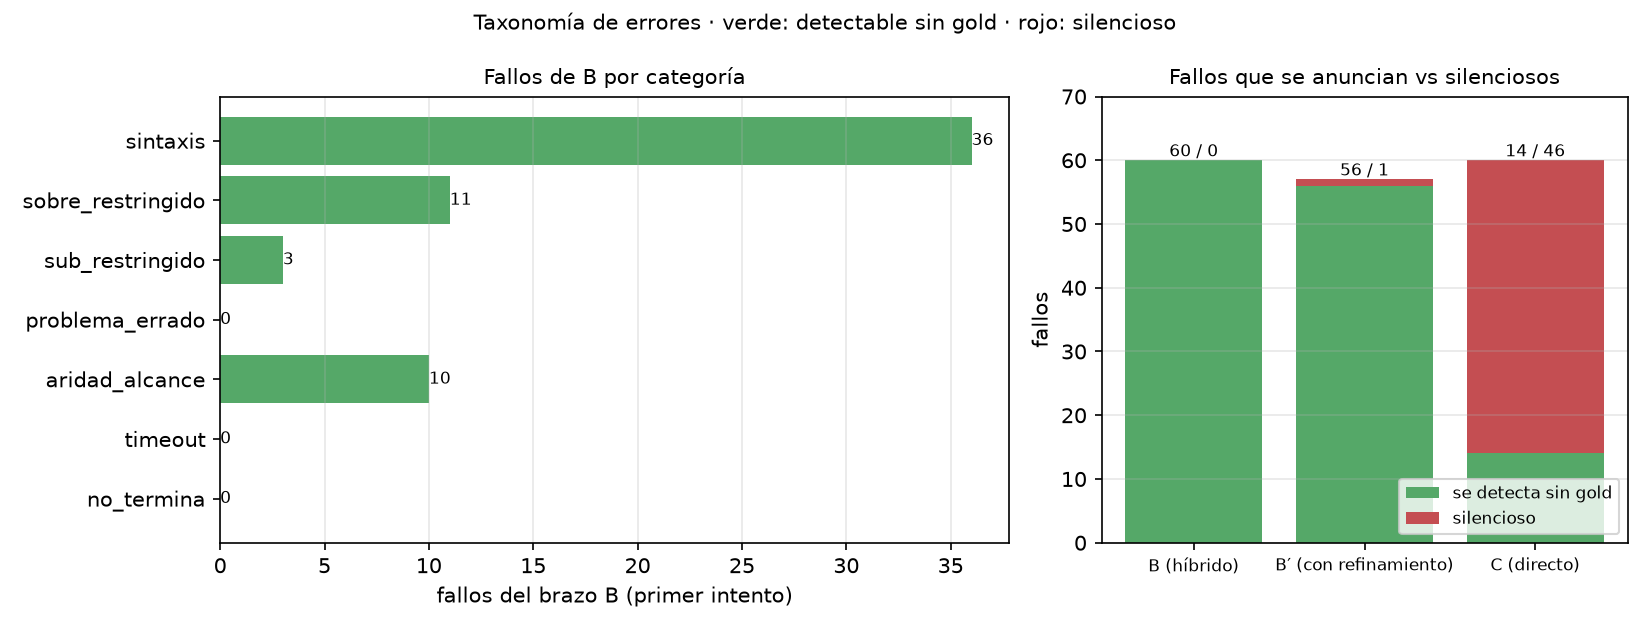 Taxonomía de errores · verde: detectable sin gold · rojo: silencioso
Fallos de B por categoría
sintaxis
36
sobre_restringido
11
sub_restringido
3
problema_errado
0
aridad_alcance
10
timeout
0
no_termina
0
0 5 10 15 20 25 30 35
fallos del brazo B (primer intento)
Fallos que se anuncian vs silenciosos
70
60
50
40
30
20
10
0
fallos
60 / 0
56 / 1
14 / 46
se detecta sin gold
silencioso
B (híbrido) B′ (con refinamiento) C (directo)